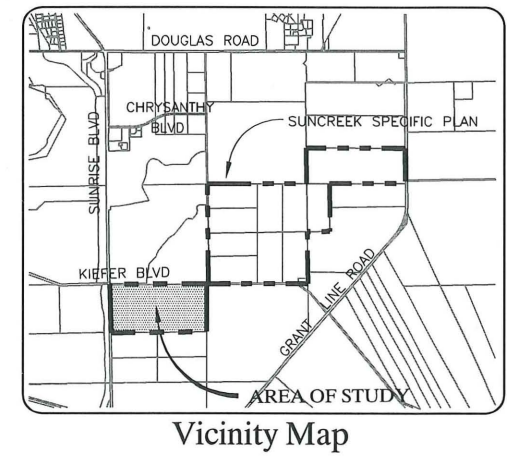 DOUGLAS ROAD
CHRYSANTHY
BLVD
SUNCREEK SPECIFIC PLAN
SUNRISE BLVD
KIEFER BLVD
GRANT LINE ROAD
AREA OF STUDY
Vicinity Map